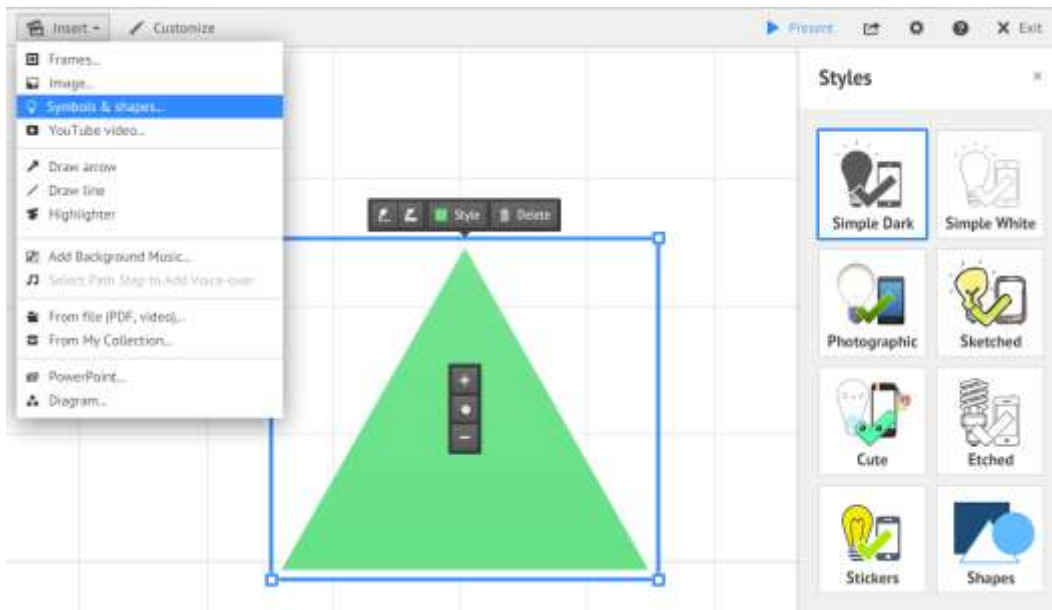 Insert
Customize
Present
Exit
Frames...
Image...
Symbols & shapes...
YouTube video...
Draw arrow
Draw line
Highlighter
Add Background Music...
Select Path Step to Add Voice-over
From file (PDF, video)...
From My Collection...
PowerPoint...
Diagram...
Style
Delete
Styles
Simple Dark
Simple White
Photographic
Sketched
Cute
Etched
Stickers
Shapes